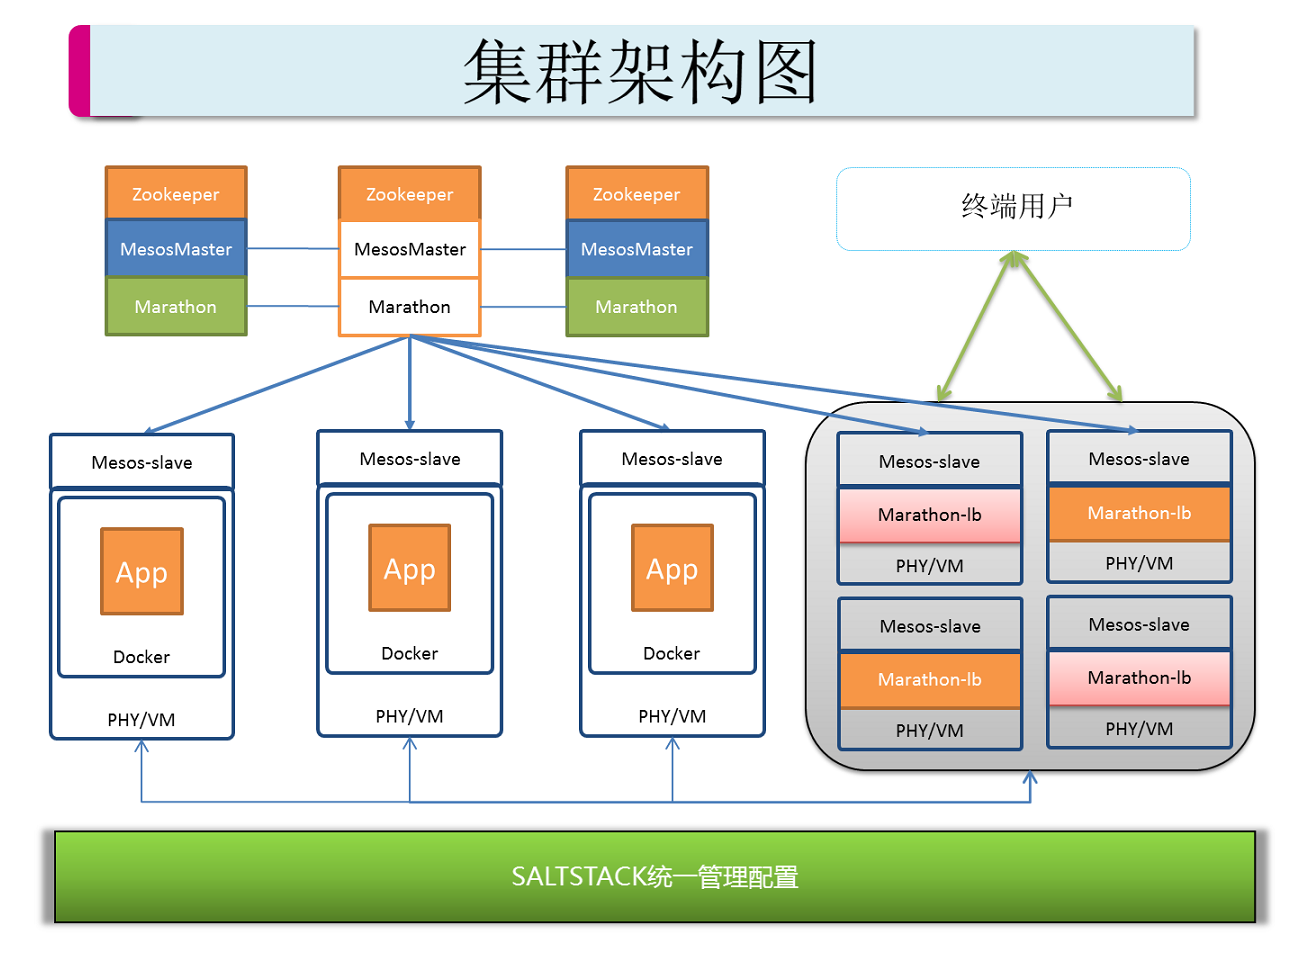 集群架构图
Zookeeper
Zookeeper
Zookeeper
终端用户
MesosMaster
MesosMaster
MesosMaster
Marathon
Marathon
Marathon
Mesos-slave
Mesos-slave
Mesos-slave
Mesos-slave
Mesos-slave
Marathon-lb
Marathon-lb
App
App
App
PHY/VM
PHY/VM
Mesos-slave
Mesos-slave
Docker
Docker
Docker
Marathon-lb
Marathon-lb
PHY/VM
PHY/VM
PHY/VM
PHY/VM
PHY/VM
SALTSTACK统一管理配置